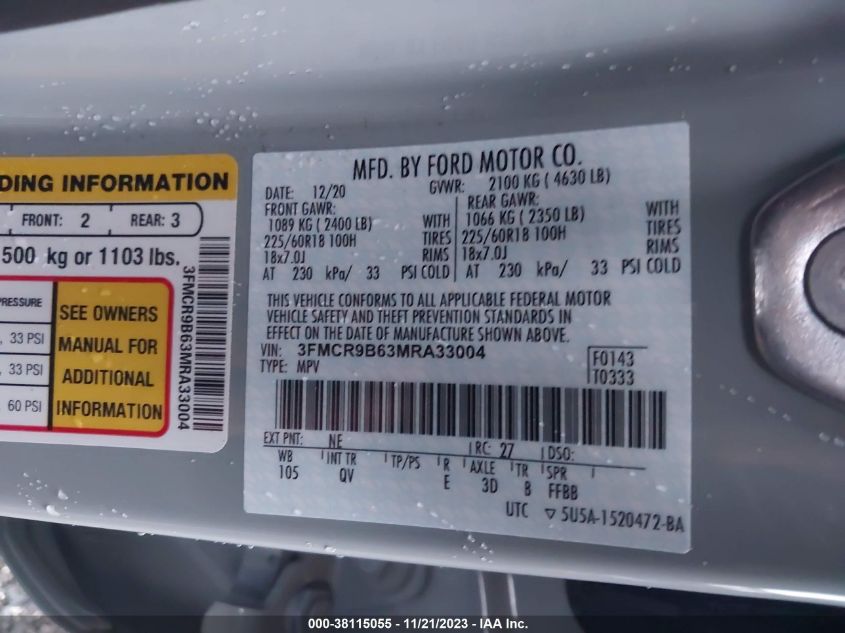 DING INFORMATION
FRONT: 2 REAR: 3
500 kg or 1103 lbs.
PRESSURE
33 PSI
33 PSI
60 PSI
SEE OWNERS
MANUAL FOR
ADDITIONAL
INFORMATION
3FMCR9B63MRA33004
MFD. BY FORD MOTOR CO.
DATE: 12/20 GVWR: 2100 KG ( 4630 LB)
FRONT GAWR: REAR GAWR:
1089 KG ( 2400 LB) WITH 1066 KG ( 2350 LB) WITH
225/60R18 100H TIRES 225/60R18 100H TIRES
18x7.0J RIMS 18x7.0J RIMS
AT 230 kPa/ 33 PSI COLD AT 230 kPa/ 33 PSI COLD
THIS VEHICLE CONFORMS TO ALL APPLICABLE FEDERAL MOTOR
VEHICLE SAFETY AND THEFT PREVENTION STANDARDS IN
EFFECT ON THE DATE OF MANUFACTURE SHOWN ABOVE.
VIN: 3FMCR9B63MRA33004
TYPE: MPV
F0143
T0333
EXT PNT: NE RC: 27 DSO:
WB INT TR TP/PS R AXLE TR SPR
105 QV E 3D B FFBB
UTC ▽ 5U5A-1520472-BA
000-38115055 - 11/21/2023 - IAA Inc.